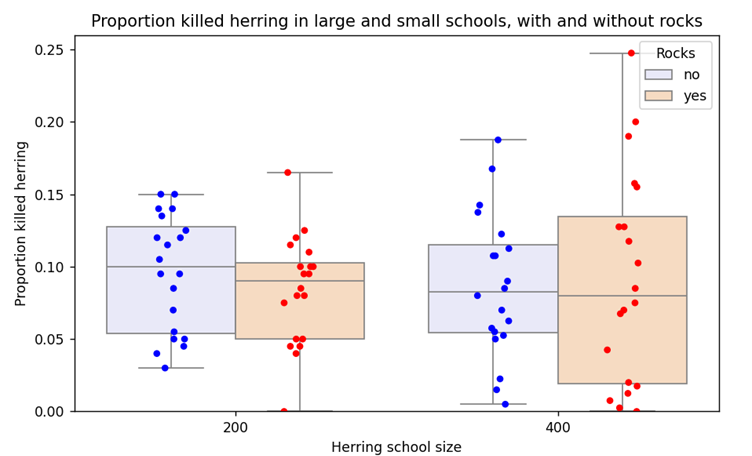 Proportion killed herring in large and small schools, with and without rocks
Rocks
no
yes
Proportion killed herring
0.25
0.20
0.15
0.10
0.05
0.00
200
400
Herring school size